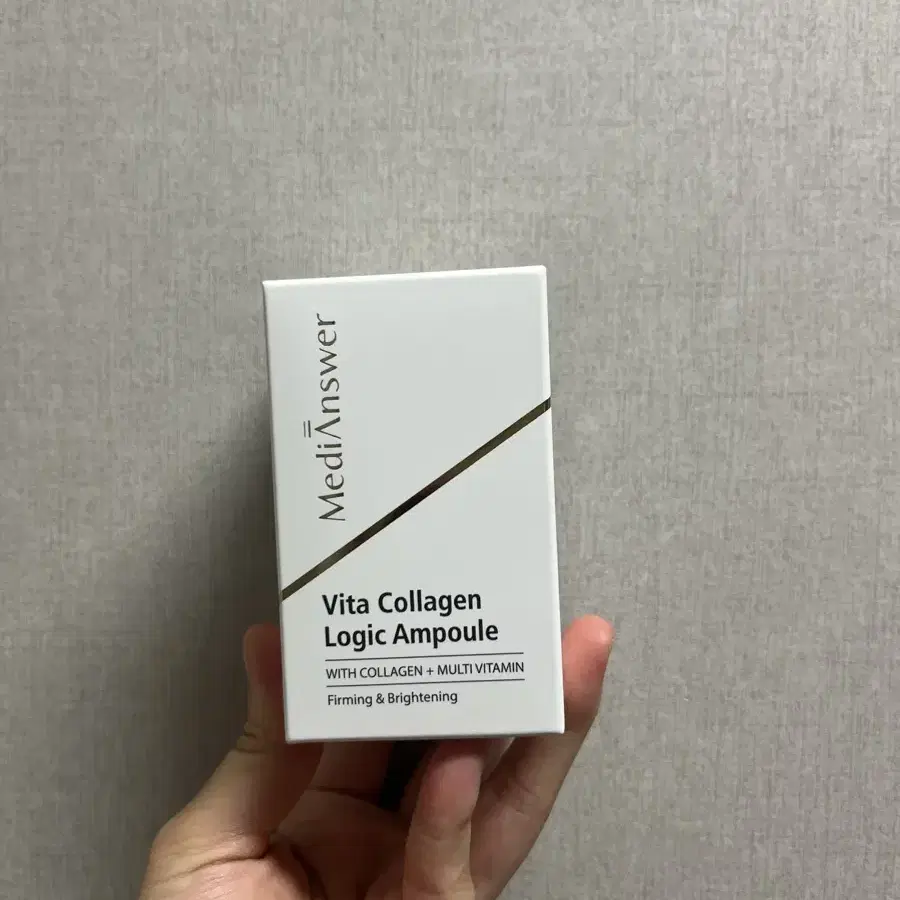 MediAnswer
Vita Collagen
Logic Ampoule
WITH COLLAGEN + MULTI VITAMIN
Firming & Brightening